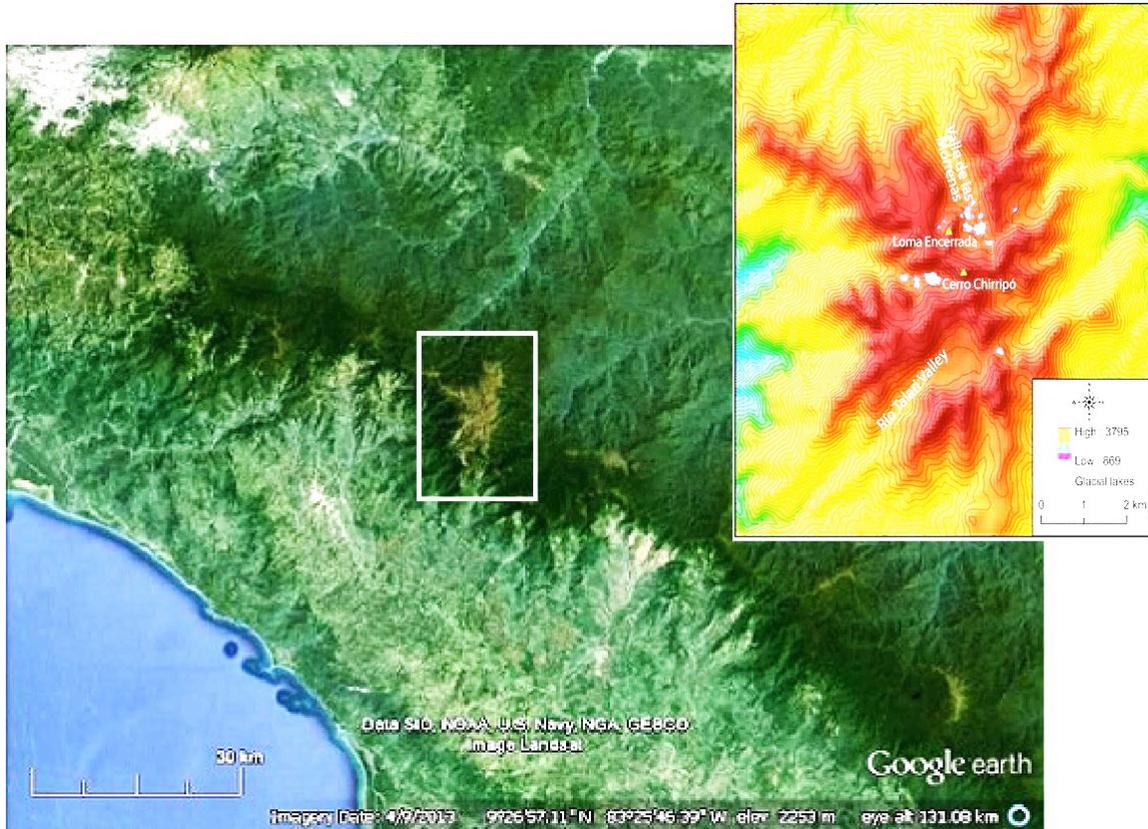 Valle de las
Morrenas
Loma Encerrada
Cerro Chirripó
Río Talari Valley
High 3795
Low 869
Glacial lakes
0 1 2 km
Data SIO, NOAA, U.S. Navy, NGA, GEBCO
Image Landsat
30 km
Google earth
Imagery Date: 4/9/2013 9°26'57.11" N 83°25'46.39" W elev 2253 m eye alt 131.08 km